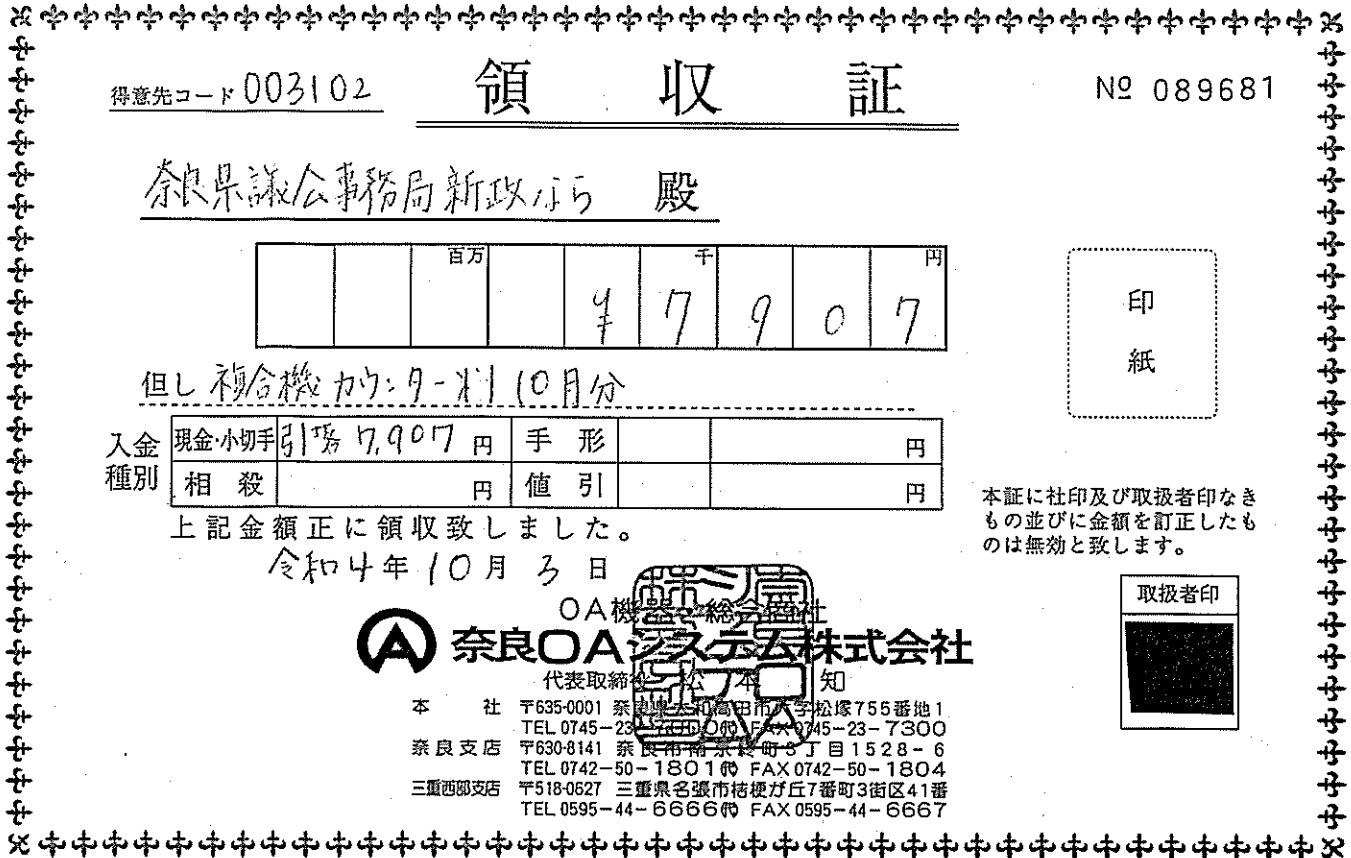 得意先コード 003102
領収証
№ 089681
奈良県議会事務局新政なら 殿
百万 千 円
¥7907
印紙
但し 複合機カウンター料 10月分
入金種別
現金・小切手 引落 7,907 円 手形 円
相殺 円 値引 円
上記金額正に領収致しました。
本証に社印及び取扱者印なき
もの並びに金額を訂正したも
のは無効と致します。
令和4年10月3日
取扱者印
OA機器の総合商社
奈良OAシステム株式会社
代表取締役 松本 知
本社 〒635-0001 奈良県大和高田市大字松塚755番地1
TEL 0745-23- FAX 0745-23-7300
奈良支店 〒630-8141 奈良市南京終町3丁目1528-6
TEL 0742-50-1801㈹ FAX 0742-50-1804
三重西部支店 〒518-0627 三重県名張市桔梗が丘7番町3街区41番
TEL 0595-44-6666㈹ FAX 0595-44-6667